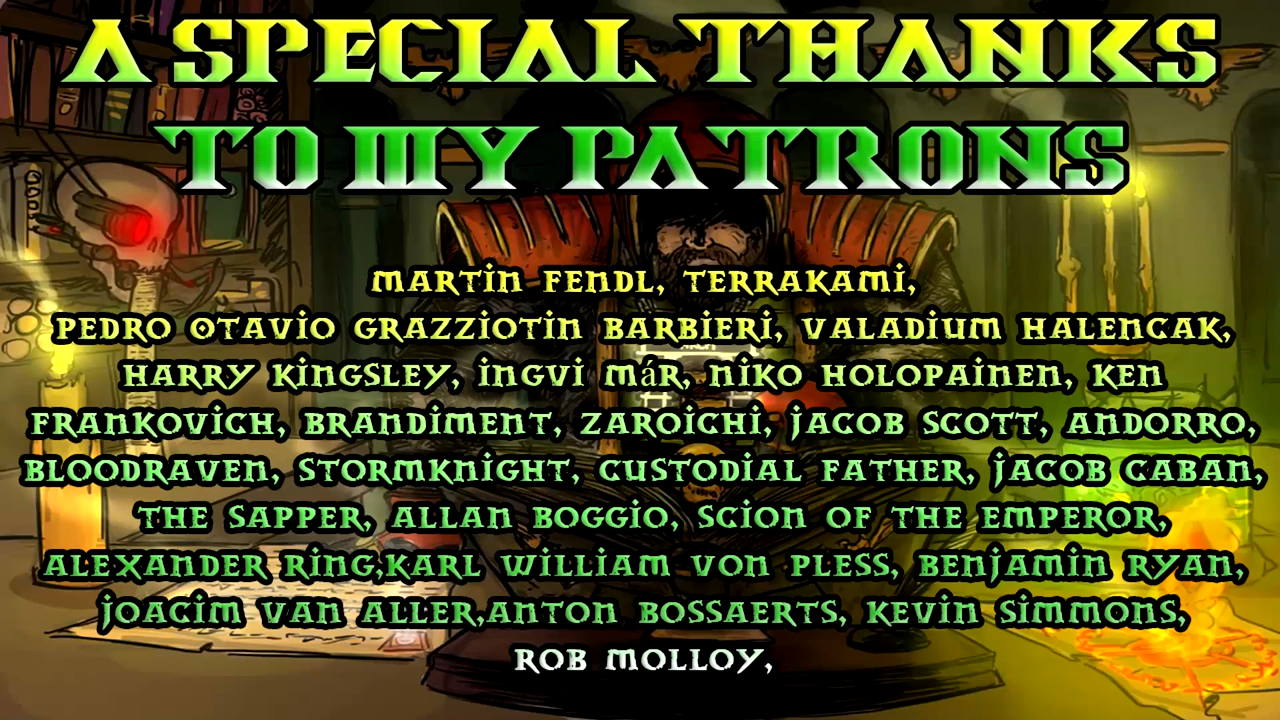 A SPECIAL THANKS
TO MY PATRONS
MARTIN FENDL, TERRAKAMI,
PEDRO OTAVIO GRAZZIOTIN BARBIERI, VALADIUM HALENCAK,
HARRY KINGSLEY, INGVI MáR, NIKO HOLOPAINEN, KEN
FRANKOVICH, BRANDIMENT, ZAROICHI, JACOB SCOTT, ANDORRO,
BLOODRAVEN, STORMKNIGHT, CUSTODIAL FATHER, JACOB CABAN,
THE SAPPER, ALLAN BOGGIO, SCION OF THE EMPEROR,
ALEXANDER RING,KARL WILLIAM VON PLESS, BENJAMIN RYAN,
JOACIM VAN ALLER,ANTON BOSSAERTS, KEVIN SIMMONS,
ROB MOLLOY,